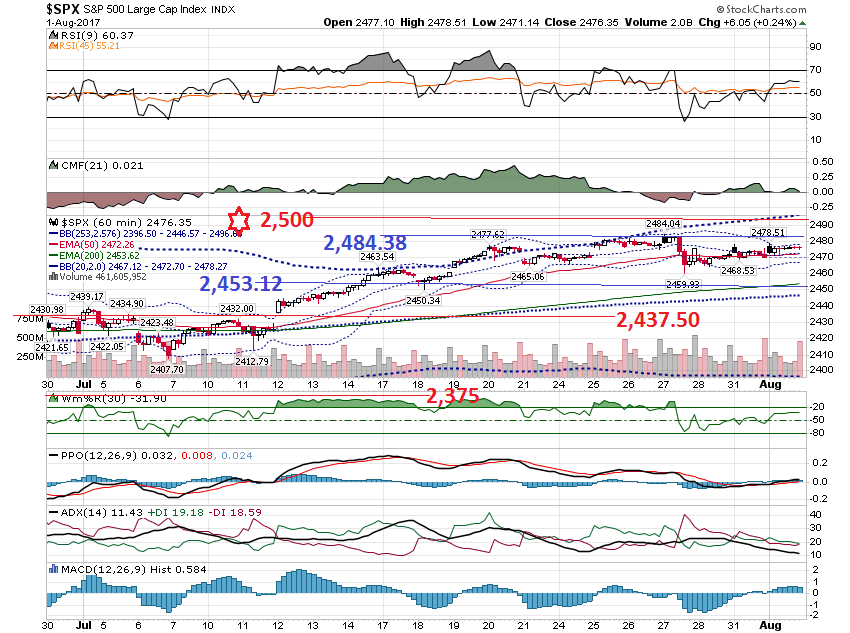 $SPX S&P 500 Large Cap Index INDX
© StockCharts.com
1-Aug-2017
Open 2477.10 High 2478.51 Low 2471.14 Close 2476.35 Volume 2.0B Chg +6.05 (+0.24%)
RSI(9) 60.37
RSI(45) 55.21
90
70
50
30
10
CMF(21) 0.021
0.50
0.25
0.00
-0.25
$SPX (60 min) 2476.35
BB(253,2.576) 2396.50 - 2446.57 - 2496.6
EMA(50) 2472.26
EMA(200) 2453.62
BB(20,2.0) 2467.12 - 2472.70 - 2478.27
Volume 461,605,952
2,500
2,484.38
2,453.12
2,437.50
2,375
2430.98
2439.17
2434.90
2423.48
2421.65
2422.05
2407.70
2432.00
2412.79
2463.54
2450.34
2477.62
2465.06
2484.04
2459.93
2468.53
2478.51
2490
2480
2470
2460
2450
2440
2430
2420
2410
2400
750M
500M
250M
30 Jul 5 6 7 10 11 12 13 14 17 18 19 20 21 24 25 26 27 28 31 Aug
Wm%R(30) -31.90
-20
-50
-80
PPO(12,26,9) 0.032, 0.008, 0.024
0.2
0.0
-0.2
ADX(14) 11.43 +DI 19.18 -DI 18.59
40
30
20
10
MACD(12,26,9) Hist 0.584
2
1
0
-1
-2
30 Jul 5 6 7 10 11 12 13 14 17 18 19 20 21 24 25 26 27 28 31 Aug